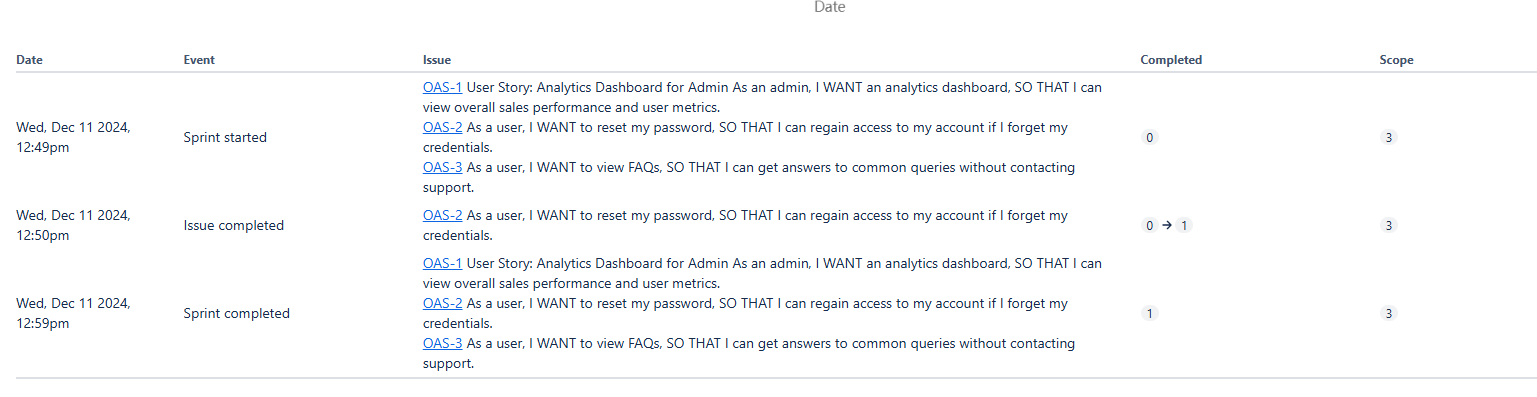 Date
Date Event Issue Completed Scope
OAS-1 User Story: Analytics Dashboard for Admin As an admin, I WANT an analytics dashboard, SO THAT I can
view overall sales performance and user metrics.
Wed, Dec 11 2024,
12:49pm
Sprint started
OAS-2 As a user, I WANT to reset my password, SO THAT I can regain access to my account if I forget my
credentials.
0
3
OAS-3 As a user, I WANT to view FAQs, SO THAT I can get answers to common queries without contacting
support.
Wed, Dec 11 2024,
12:50pm
Issue completed
OAS-2 As a user, I WANT to reset my password, SO THAT I can regain access to my account if I forget my
credentials.
0 → 1
3
OAS-1 User Story: Analytics Dashboard for Admin As an admin, I WANT an analytics dashboard, SO THAT I can
view overall sales performance and user metrics.
Wed, Dec 11 2024,
12:59pm
Sprint completed
OAS-2 As a user, I WANT to reset my password, SO THAT I can regain access to my account if I forget my
credentials.
1
3
OAS-3 As a user, I WANT to view FAQs, SO THAT I can get answers to common queries without contacting
support.